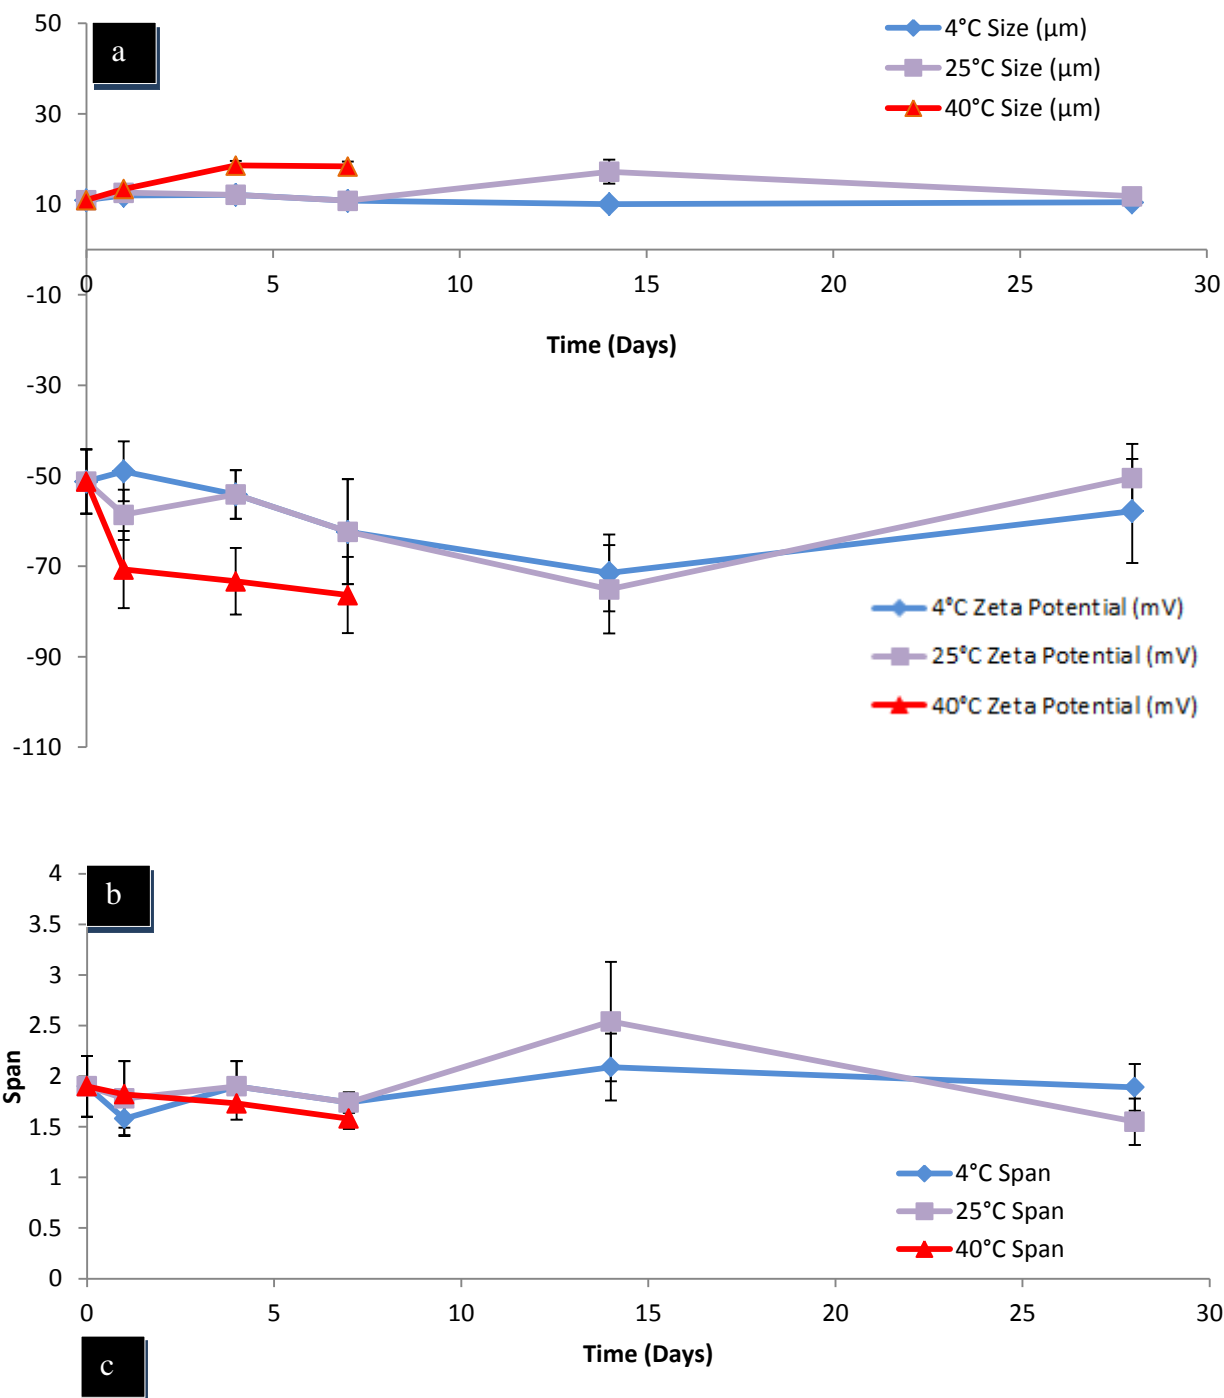 50
a
4°C Size (µm)
25°C Size (µm)
30
40°C Size (µm)
10
0 5 10 15 20 25 30
-10
Time (Days)
-30
-50
-70
4°C Zeta Potential (mV)
25°C Zeta Potential (mV)
-90
40°C Zeta Potential (mV)
-110
4
b
3.5
3
2.5
2
Span
1.5
4°C Span
1
25°C Span
0.5
40°C Span
0
0 5 10 15 20 25 30
Time (Days)
c